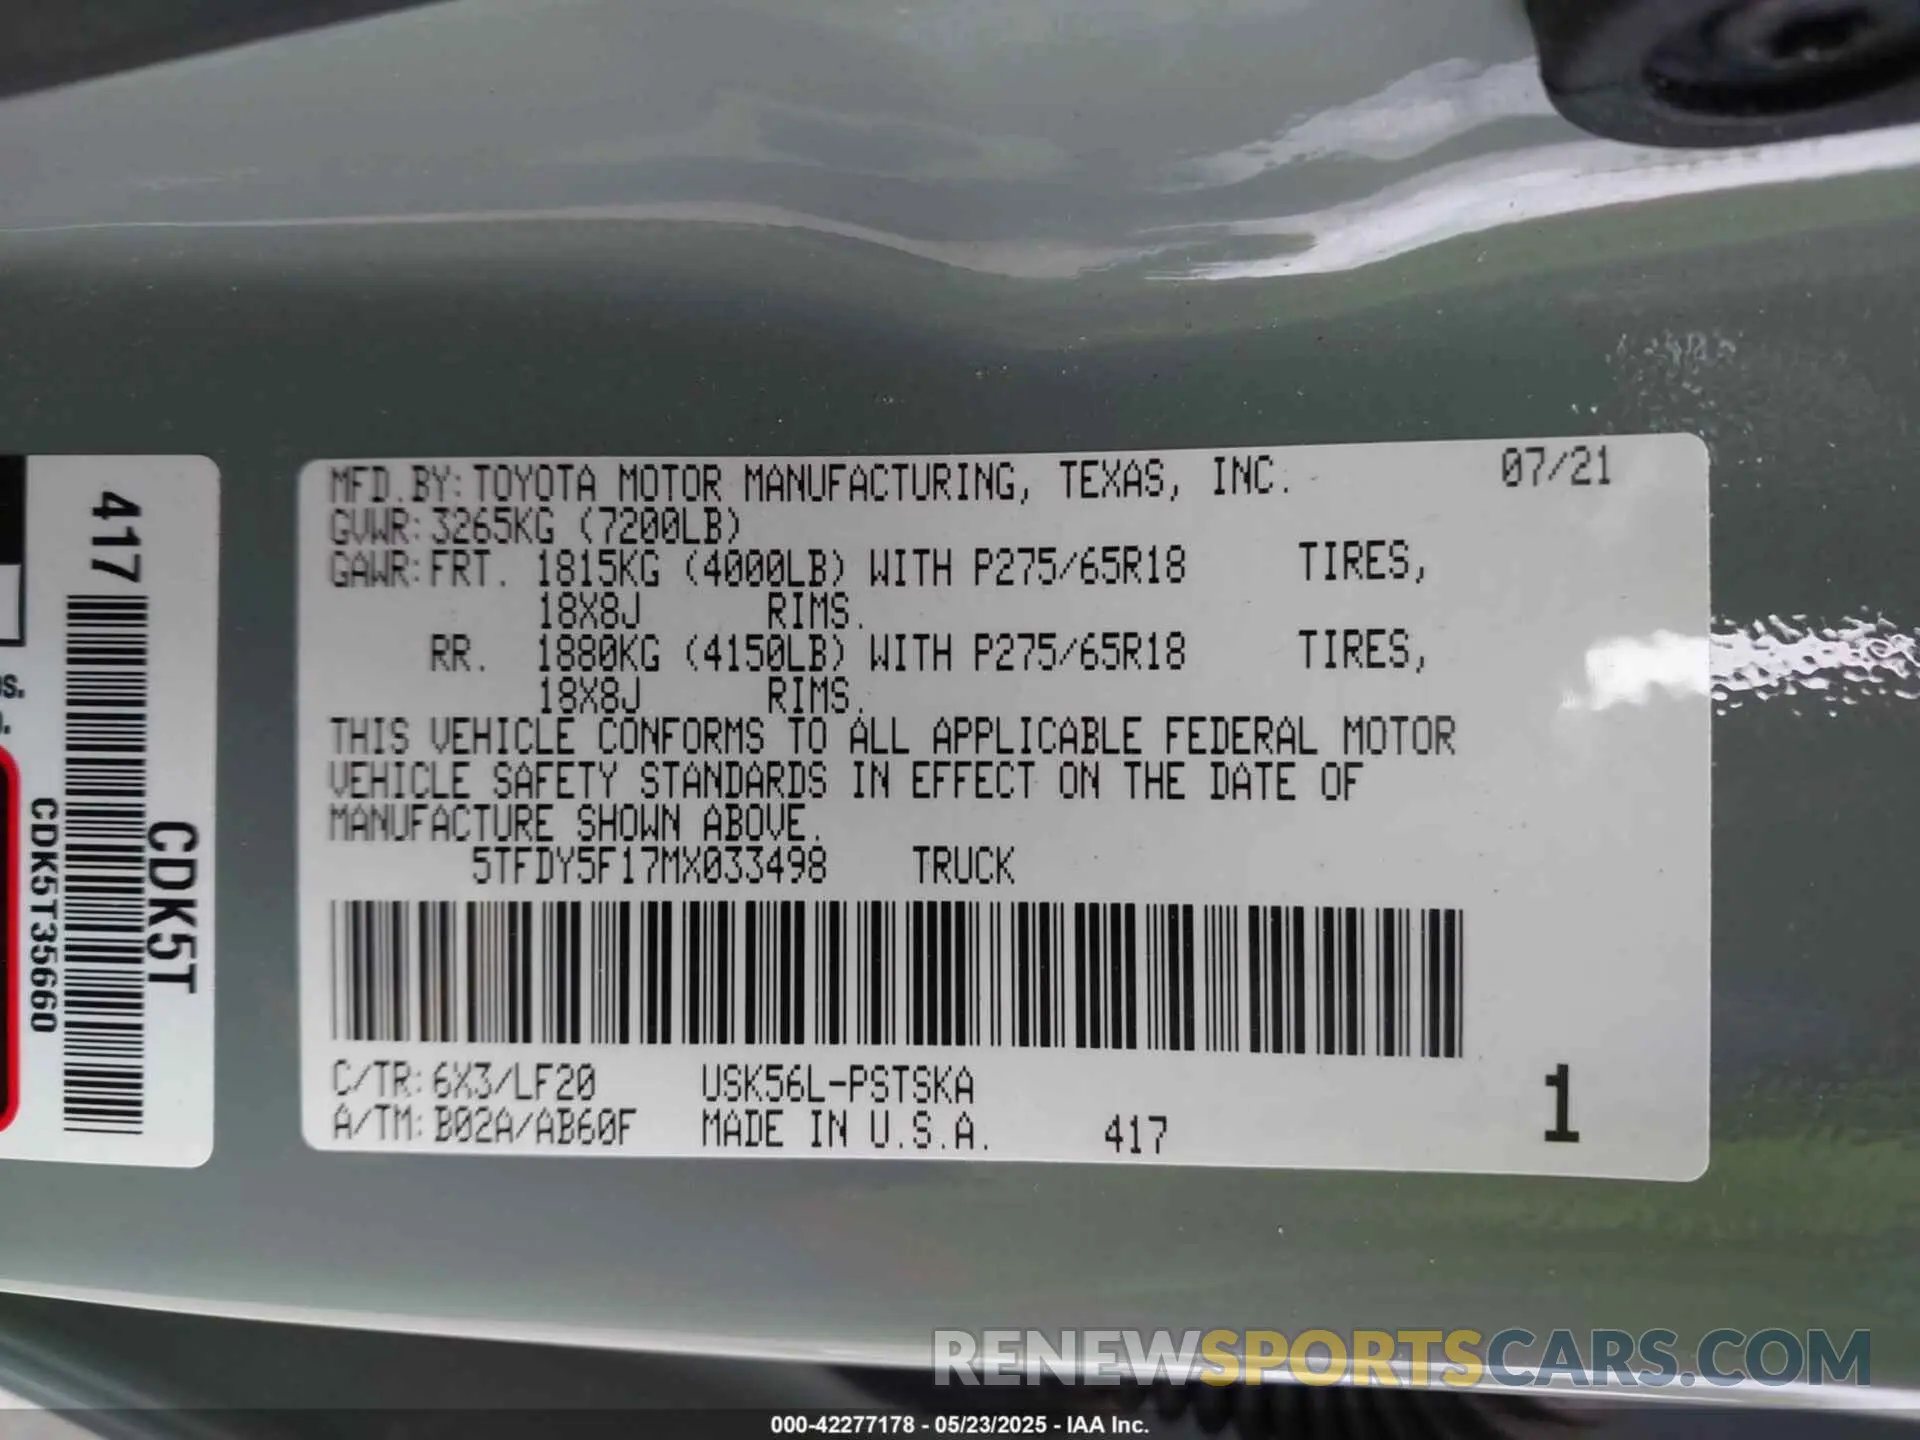 MFD.BY:TOYOTA MOTOR MANUFACTURING, TEXAS, INC. 07/21
GVWR:3265KG (7200LB)
GAWR:FRT. 1815KG (4000LB) WITH P275/65R18 TIRES,
18X8J RIMS.
RR. 1880KG (4150LB) WITH P275/65R18 TIRES,
18X8J RIMS.
THIS VEHICLE CONFORMS TO ALL APPLICABLE FEDERAL MOTOR
VEHICLE SAFETY STANDARDS IN EFFECT ON THE DATE OF
MANUFACTURE SHOWN ABOVE.
5TFDY5F17MX033498 TRUCK
C/TR:6X3/LF20 USK56L-PSTSKA
A/TM:B02A/AB60F MADE IN U.S.A. 417
1
417
CDK5T
CDK5T35660
RENEWSPORTSCARS.COM
000-42277178 - 05/23/2025 - IAA Inc.